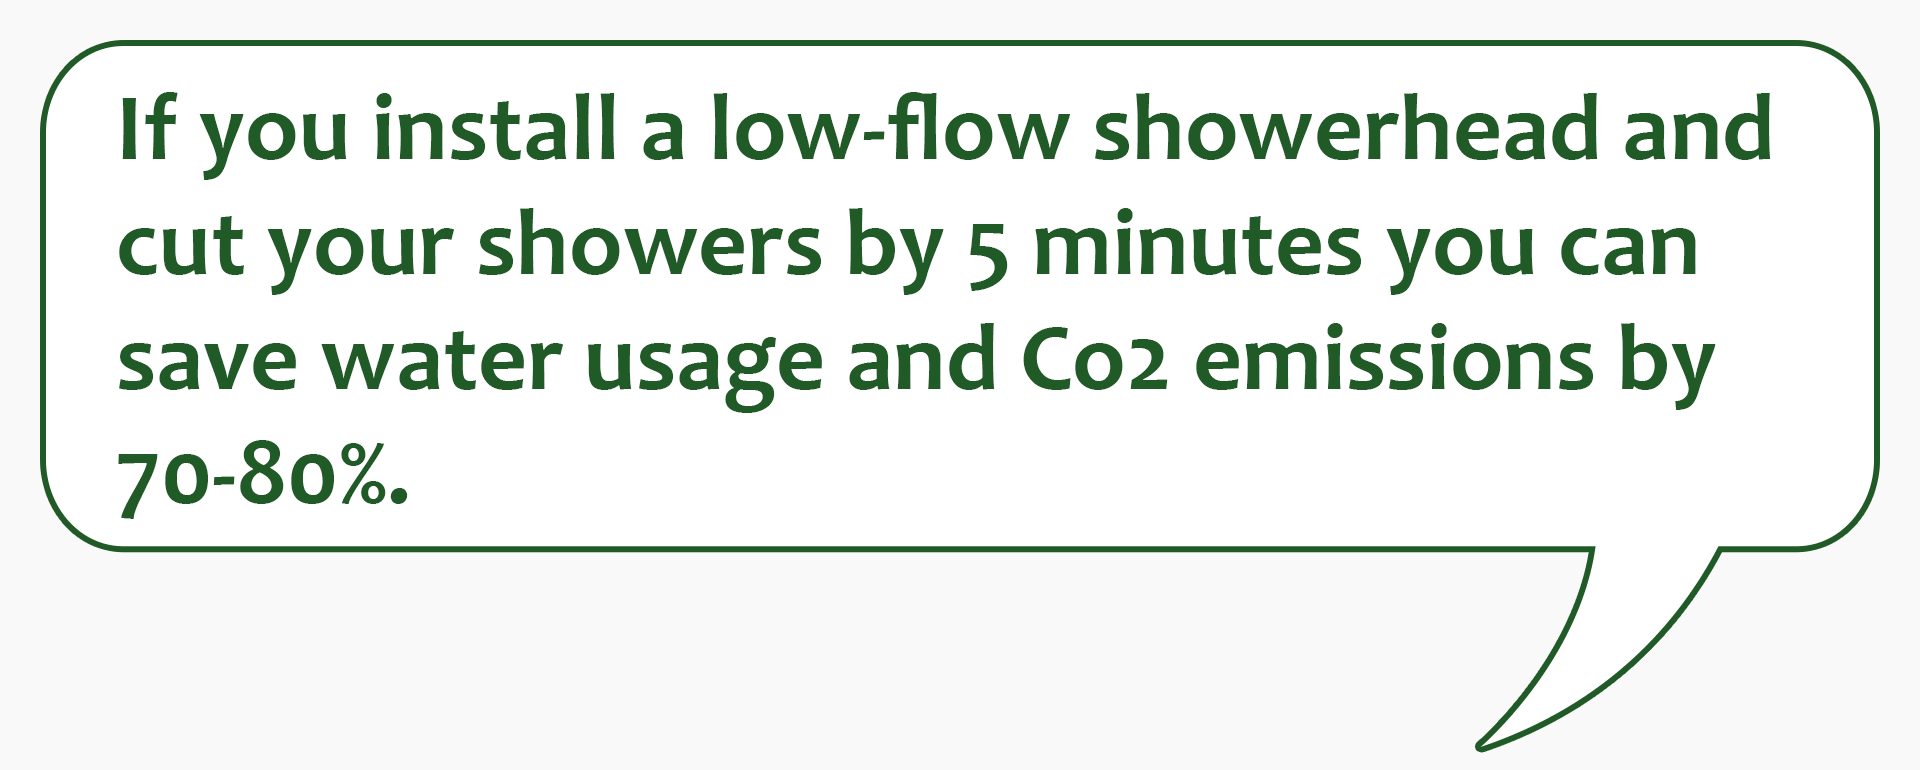 If you install a low-flow showerhead and
cut your showers by 5 minutes you can
save water usage and Co2 emissions by
70-80%.